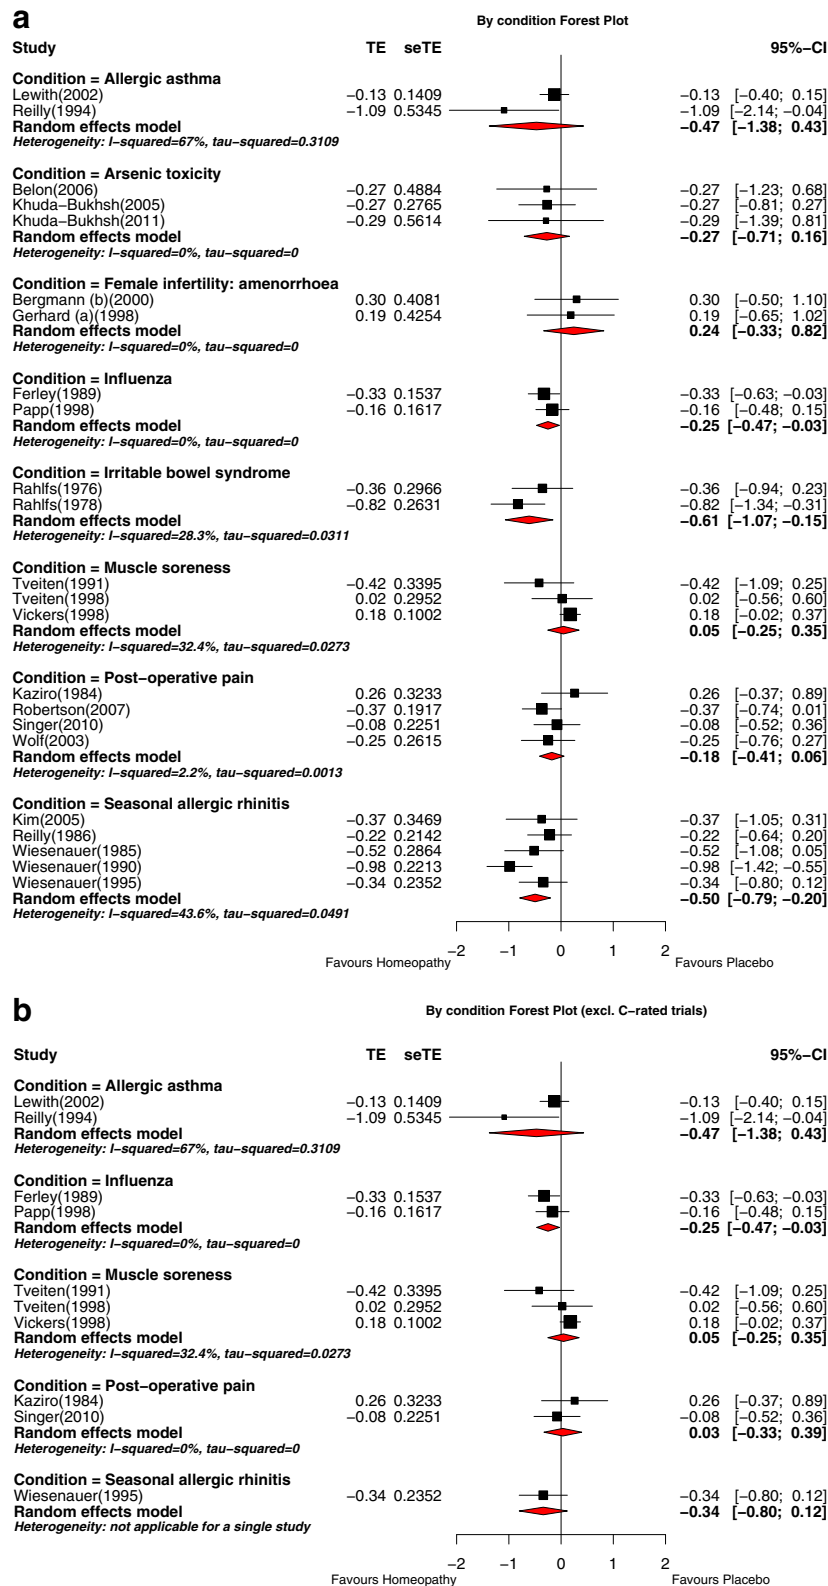 a
By condition Forest Plot
Study TE seTE 95%−CI
Condition = Allergic asthma
Lewith(2002) −0.13 0.1409 −0.13 [−0.40; 0.15]
Reilly(1994) −1.09 0.5345 −1.09 [−2.14; −0.04]
Random effects model −0.47 [−1.38; 0.43]
Heterogeneity: I−squared=67%, tau−squared=0.3109
Condition = Arsenic toxicity
Belon(2006) −0.27 0.4884 −0.27 [−1.23; 0.68]
Khuda−Bukhsh(2005) −0.27 0.2765 −0.27 [−0.81; 0.27]
Khuda−Bukhsh(2011) −0.29 0.5614 −0.29 [−1.39; 0.81]
Random effects model −0.27 [−0.71; 0.16]
Heterogeneity: I−squared=0%, tau−squared=0
Condition = Female infertility: amenorrhoea
Bergmann (b)(2000) 0.30 0.4081 0.30 [−0.50; 1.10]
Gerhard (a)(1998) 0.19 0.4254 0.19 [−0.65; 1.02]
Random effects model 0.24 [−0.33; 0.82]
Heterogeneity: I−squared=0%, tau−squared=0
Condition = Influenza
Ferley(1989) −0.33 0.1537 −0.33 [−0.63; −0.03]
Papp(1998) −0.16 0.1617 −0.16 [−0.48; 0.15]
Random effects model −0.25 [−0.47; −0.03]
Heterogeneity: I−squared=0%, tau−squared=0
Condition = Irritable bowel syndrome
Rahlfs(1976) −0.36 0.2966 −0.36 [−0.94; 0.23]
Rahlfs(1978) −0.82 0.2631 −0.82 [−1.34; −0.31]
Random effects model −0.61 [−1.07; −0.15]
Heterogeneity: I−squared=28.3%, tau−squared=0.0311
Condition = Muscle soreness
Tveiten(1991) −0.42 0.3395 −0.42 [−1.09; 0.25]
Tveiten(1998) 0.02 0.2952 0.02 [−0.56; 0.60]
Vickers(1998) 0.18 0.1002 0.18 [−0.02; 0.37]
Random effects model 0.05 [−0.25; 0.35]
Heterogeneity: I−squared=32.4%, tau−squared=0.0273
Condition = Post−operative pain
Kaziro(1984) 0.26 0.3233 0.26 [−0.37; 0.89]
Robertson(2007) −0.37 0.1917 −0.37 [−0.74; 0.01]
Singer(2010) −0.08 0.2251 −0.08 [−0.52; 0.36]
Wolf(2003) −0.25 0.2615 −0.25 [−0.76; 0.27]
Random effects model −0.18 [−0.41; 0.06]
Heterogeneity: I−squared=2.2%, tau−squared=0.0013
Condition = Seasonal allergic rhinitis
Kim(2005) −0.37 0.3469 −0.37 [−1.05; 0.31]
Reilly(1986) −0.22 0.2142 −0.22 [−0.64; 0.20]
Wiesenauer(1985) −0.52 0.2864 −0.52 [−1.08; 0.05]
Wiesenauer(1990) −0.98 0.2213 −0.98 [−1.42; −0.55]
Wiesenauer(1995) −0.34 0.2352 −0.34 [−0.80; 0.12]
Random effects model −0.50 [−0.79; −0.20]
Heterogeneity: I−squared=43.6%, tau−squared=0.0491
−2 −1 0 1 2
Favours Homeopathy Favours Placebo
b
By condition Forest Plot (excl. C−rated trials)
Study TE seTE 95%−CI
Condition = Allergic asthma
Lewith(2002) −0.13 0.1409 −0.13 [−0.40; 0.15]
Reilly(1994) −1.09 0.5345 −1.09 [−2.14; −0.04]
Random effects model −0.47 [−1.38; 0.43]
Heterogeneity: I−squared=67%, tau−squared=0.3109
Condition = Influenza
Ferley(1989) −0.33 0.1537 −0.33 [−0.63; −0.03]
Papp(1998) −0.16 0.1617 −0.16 [−0.48; 0.15]
Random effects model −0.25 [−0.47; −0.03]
Heterogeneity: I−squared=0%, tau−squared=0
Condition = Muscle soreness
Tveiten(1991) −0.42 0.3395 −0.42 [−1.09; 0.25]
Tveiten(1998) 0.02 0.2952 0.02 [−0.56; 0.60]
Vickers(1998) 0.18 0.1002 0.18 [−0.02; 0.37]
Random effects model 0.05 [−0.25; 0.35]
Heterogeneity: I−squared=32.4%, tau−squared=0.0273
Condition = Post−operative pain
Kaziro(1984) 0.26 0.3233 0.26 [−0.37; 0.89]
Singer(2010) −0.08 0.2251 −0.08 [−0.52; 0.36]
Random effects model 0.03 [−0.33; 0.39]
Heterogeneity: I−squared=0%, tau−squared=0
Condition = Seasonal allergic rhinitis
Wiesenauer(1995) −0.34 0.2352 −0.34 [−0.80; 0.12]
Random effects model −0.34 [−0.80; 0.12]
Heterogeneity: not applicable for a single study
−2 −1 0 1 2
Favours Homeopathy Favours Placebo